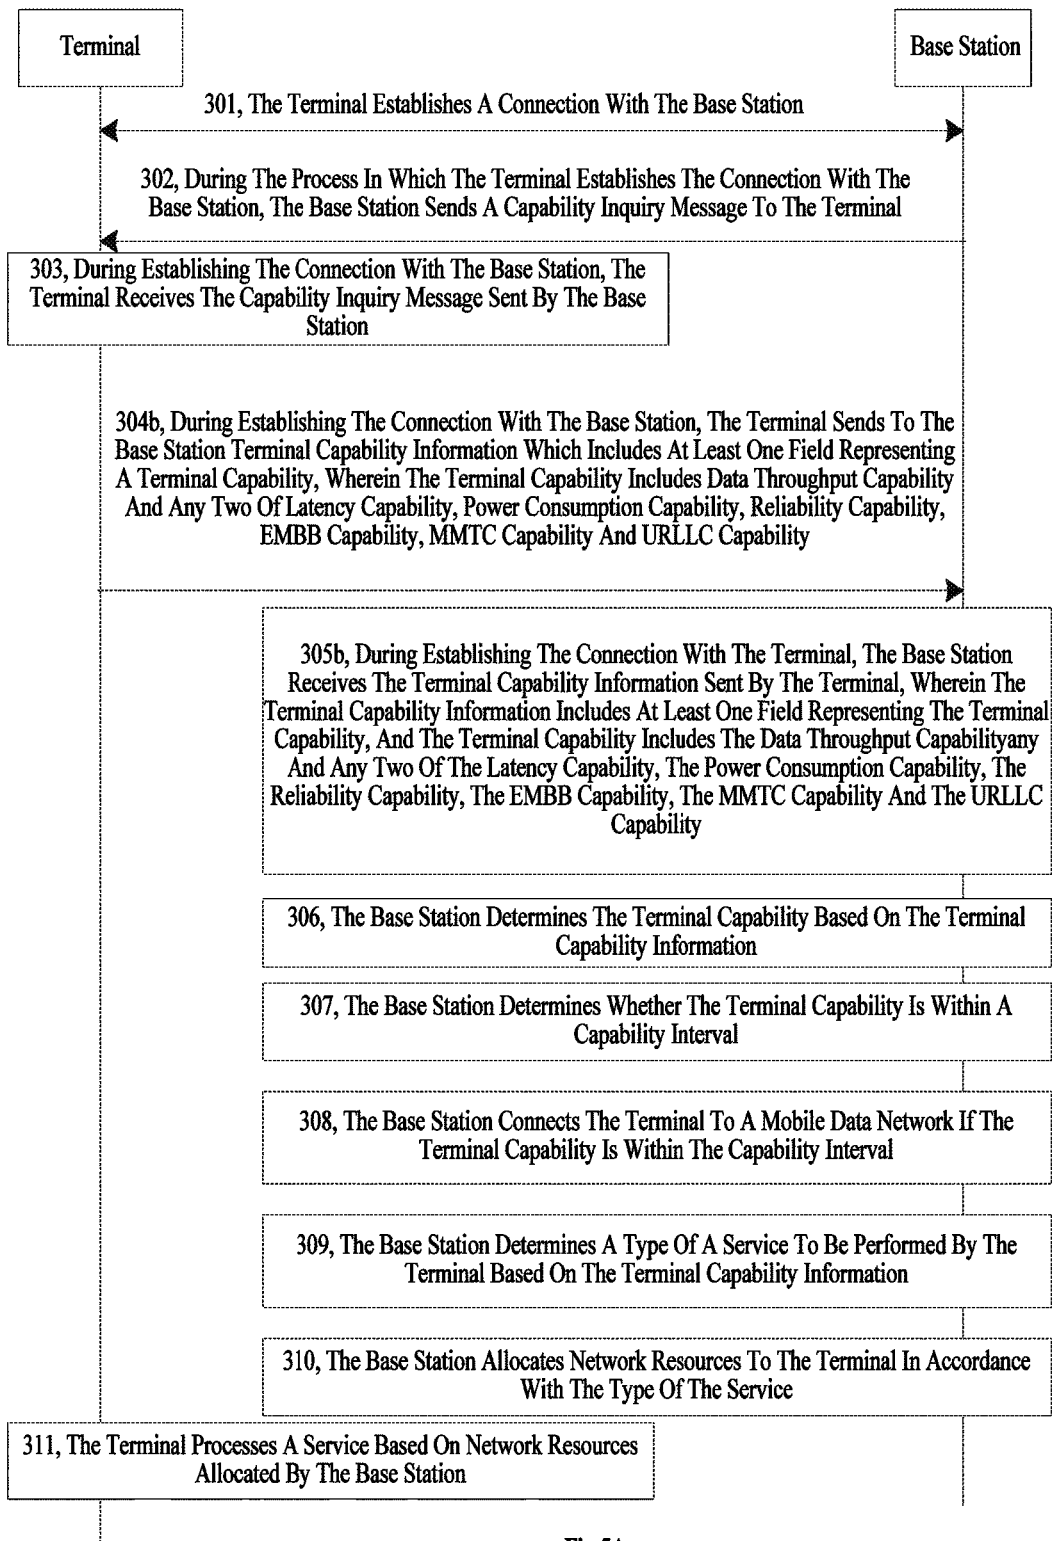 Terminal
Base Station
301, The Terminal Establishes A Connection With The Base Station
302, During The Process In Which The Terminal Establishes The Connection With The
Base Station, The Base Station Sends A Capability Inquiry Message To The Terminal
303, During Establishing The Connection With The Base Station, The
Terminal Receives The Capability Inquiry Message Sent By The Base
Station
304b, During Establishing The Connection With The Base Station, The Terminal Sends To The
Base Station Terminal Capability Information Which Includes At Least One Field Representing
A Terminal Capability, Wherein The Terminal Capability Includes Data Throughput Capability
And Any Two Of Latency Capability, Power Consumption Capability, Reliability Capability,
EMBB Capability, MMTC Capability And URLLC Capability
305b, During Establishing The Connection With The Terminal, The Base Station
Receives The Terminal Capability Information Sent By The Terminal, Wherein The
Terminal Capability Information Includes At Least One Field Representing The Terminal
Capability, And The Terminal Capability Includes The Data Throughput Capabilityany
And Any Two Of The Latency Capability, The Power Consumption Capability, The
Reliability Capability, The EMBB Capability, The MMTC Capability And The URLLC
Capability
306, The Base Station Determines The Terminal Capability Based On The Terminal
Capability Information
307, The Base Station Determines Whether The Terminal Capability Is Within A
Capability Interval
308, The Base Station Connects The Terminal To A Mobile Data Network If The
Terminal Capability Is Within The Capability Interval
309, The Base Station Determines A Type Of A Service To Be Performed By The
Terminal Based On The Terminal Capability Information
310, The Base Station Allocates Network Resources To The Terminal In Accordance
With The Type Of The Service
311, The Terminal Processes A Service Based On Network Resources
Allocated By The Base Station